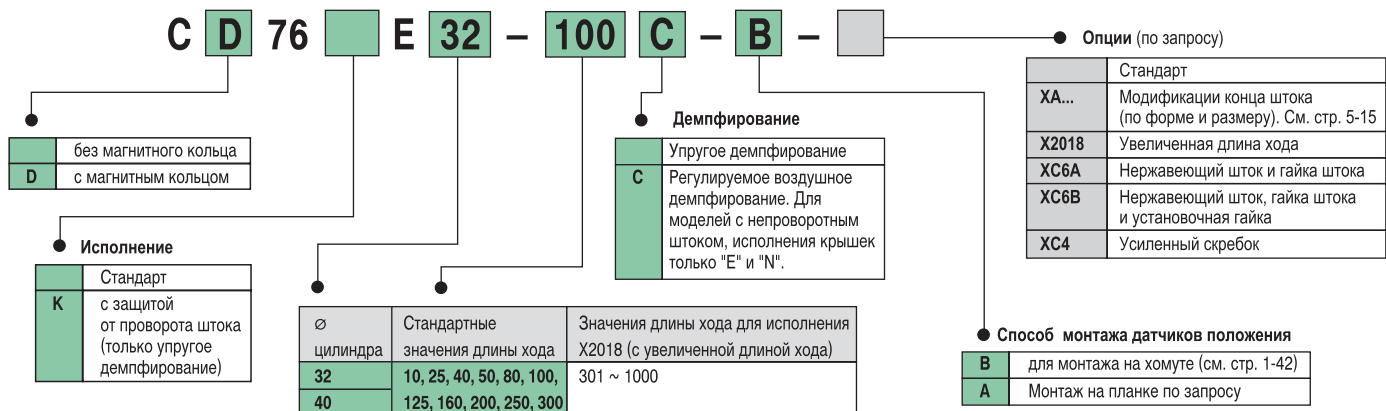 C D 76 E 32 – 100 C – B –
Опции (по запросу)
Стандарт
XA... Модификации конца штока
(по форме и размеру). См. стр. 5-15
X2018 Увеличенная длина хода
XC6A Нержавеющий шток и гайка штока
XC6B Нержавеющий шток, гайка штока
и установочная гайка
XC4 Усиленный скребок
без магнитного кольца
D с магнитным кольцом
Демпфирование
Упругое демпфирование
C Регулируемое воздушное
демпфирование. Для
моделей с непроворотным
штоком, исполнения крышек
только "E" и "N".
Исполнение
Стандарт
K с защитой
от проворота штока
(только упругое
демпфирование)
∅
цилиндра
Стандартные
значения длины хода
Значения длины хода для исполнения
X2018 (с увеличенной длиной хода)
32 10, 25, 40, 50, 80, 100, 301 ~ 1000
40 125, 160, 200, 250, 300
Способ монтажа датчиков положения
B для монтажа на хомуте (см. стр. 1-42)
A Монтаж на планке по запросу